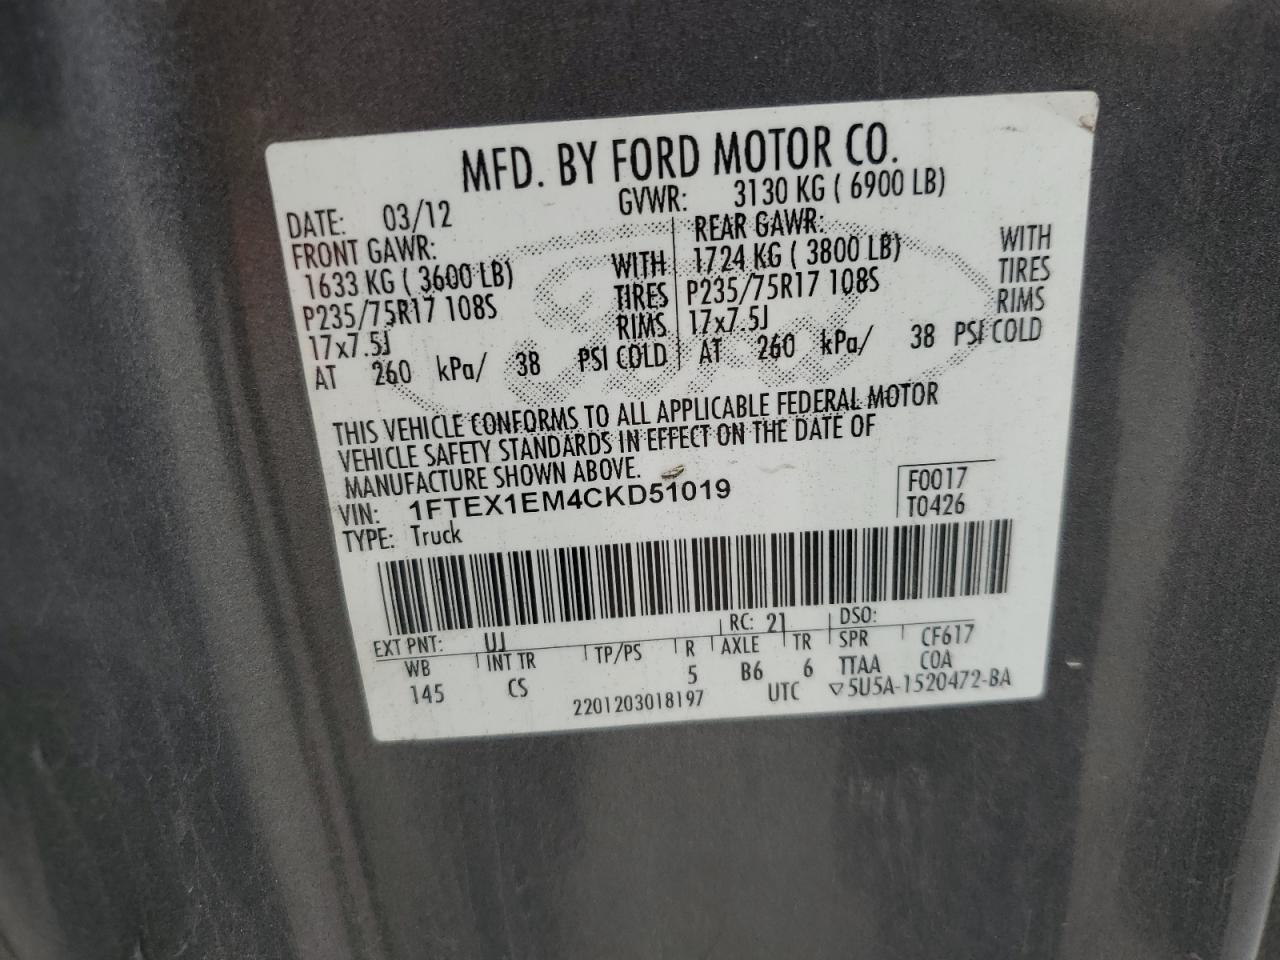 MFD. BY FORD MOTOR CO.
DATE: 03/12 GVWR: 3130 KG ( 6900 LB)
FRONT GAWR: REAR GAWR:
1633 KG ( 3600 LB) WITH 1724 KG ( 3800 LB) WITH
P235/75R17 108S TIRES P235/75R17 108S TIRES
17x7.5J RIMS 17x7.5J RIMS
AT 260 kPa/ 38 PSI COLD AT 260 kPa/ 38 PSI COLD
THIS VEHICLE CONFORMS TO ALL APPLICABLE FEDERAL MOTOR
VEHICLE SAFETY STANDARDS IN EFFECT ON THE DATE OF
MANUFACTURE SHOWN ABOVE.
VIN: 1FTEX1EM4CKD51019 F0017
TYPE: Truck T0426
EXT PNT: UJ RC: 21 DSO:
WB INT TR TP/PS R AXLE TR SPR CF617
145 CS 5 B6 6 TTAA COA
2201203018197 UTC ▽5U5A-1520472-BA